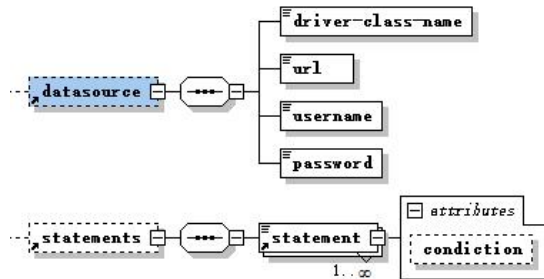 driver-class-name
url
datasource
username
password
statements
statement
1..∞
attributes
condiction